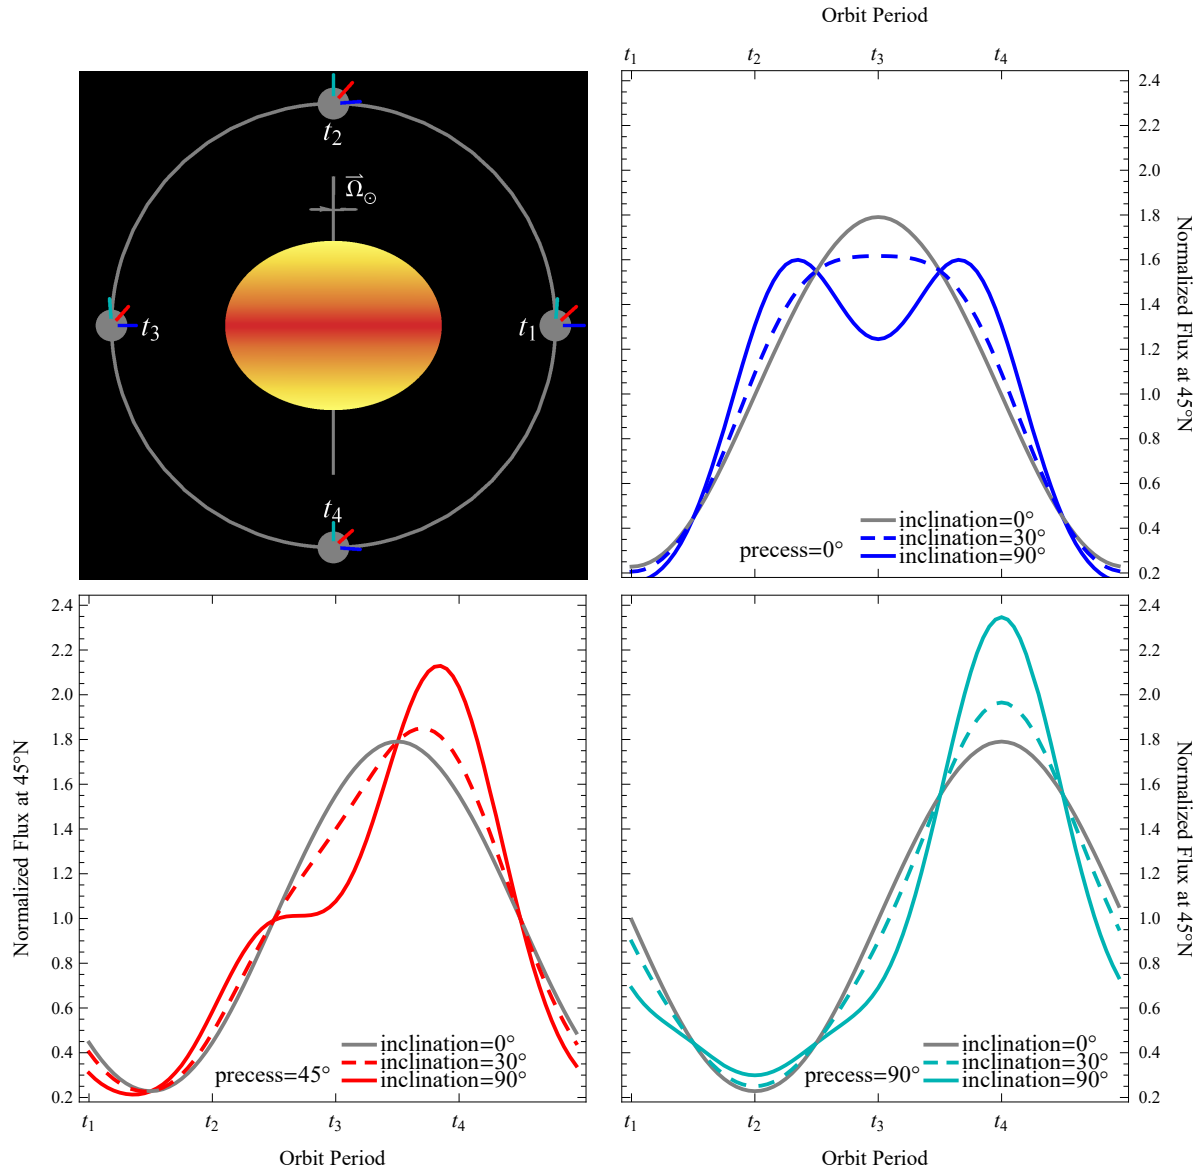 Orbit Period
t1 t2 t3 t4
2.4
2.2
2.0
1.8
1.6
1.4
1.2
1.0
0.8
0.6
0.4
0.2
Normalized Flux at 45°N
inclination=0°
inclination=30°
inclination=90°
precess=0°
t2
Ω⊙
t3
t1
t4
2.4
2.2
2.0
1.8
1.6
1.4
1.2
1.0
0.8
0.6
0.4
0.2
Normalized Flux at 45°N
inclination=0°
inclination=30°
inclination=90°
precess=45°
t1 t2 t3 t4
Orbit Period
2.4
2.2
2.0
1.8
1.6
1.4
1.2
1.0
0.8
0.6
0.4
0.2
Normalized Flux at 45°N
inclination=0°
inclination=30°
inclination=90°
precess=90°
t1 t2 t3 t4
Orbit Period